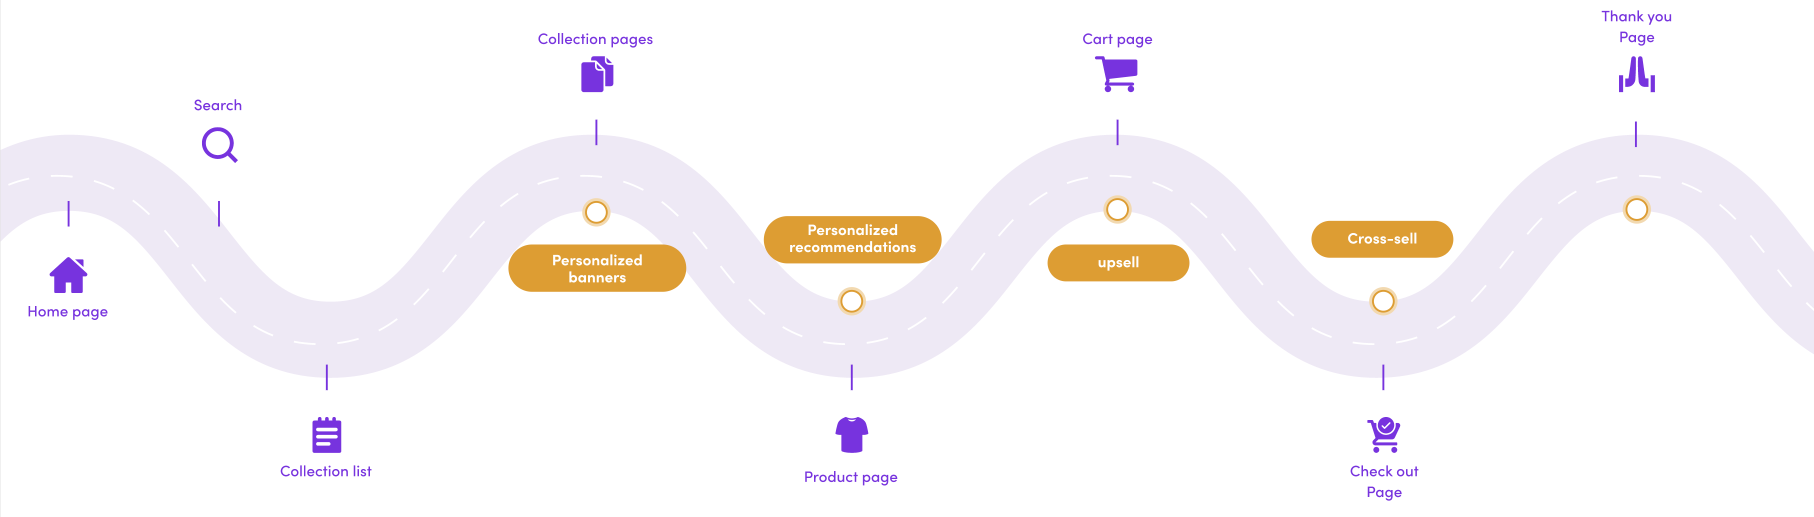 Home page
Search
Collection list
Collection pages
Personalized
banners
Personalized
recommendations
Product page
Cart page
upsell
Cross-sell
Check out
Page
Thank you
Page